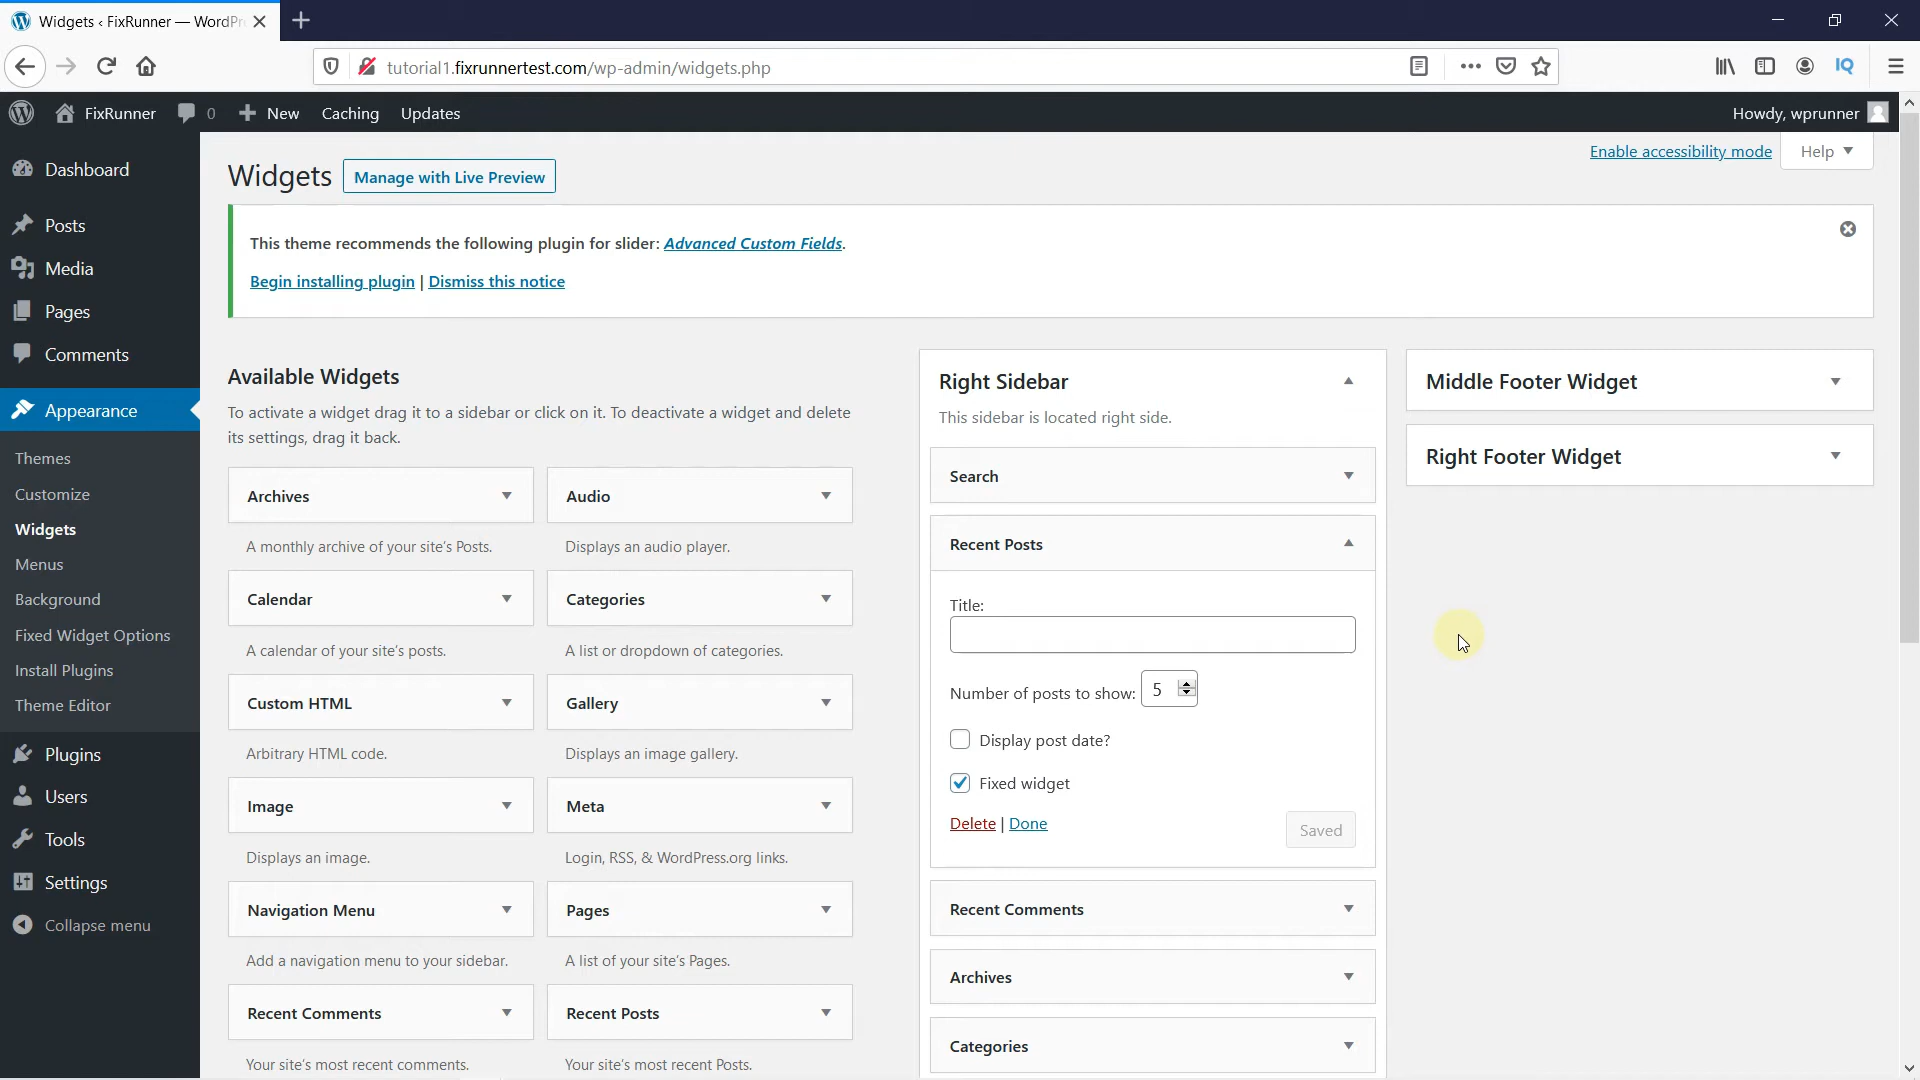 Widgets ‹ FixRunner — WordPr
tutorial1.fixrunnertest.com/wp-admin/widgets.php
IQ
FixRunner
0
New
Caching
Updates
Howdy, wprunner
Dashboard
Posts
Media
Pages
Comments
Appearance
Themes
Customize
Widgets
Menus
Background
Fixed Widget Options
Install Plugins
Theme Editor
Plugins
Users
Tools
Settings
Collapse menu
Enable accessibility mode
Help
Widgets
Manage with Live Preview
This theme recommends the following plugin for slider: Advanced Custom Fields.
Begin installing plugin | Dismiss this notice
Available Widgets
To activate a widget drag it to a sidebar or click on it. To deactivate a widget and delete
its settings, drag it back.
Archives
Audio
A monthly archive of your site's Posts.
Displays an audio player.
Calendar
Categories
A calendar of your site's posts.
A list or dropdown of categories.
Custom HTML
Gallery
Arbitrary HTML code.
Displays an image gallery.
Image
Meta
Displays an image.
Login, RSS, & WordPress.org links.
Navigation Menu
Pages
Add a navigation menu to your sidebar.
A list of your site's Pages.
Recent Comments
Recent Posts
Your site's most recent comments.
Your site's most recent Posts.
Right Sidebar
This sidebar is located right side.
Search
Recent Posts
Title:
Number of posts to show: 5
Display post date?
Fixed widget
Delete | Done
Saved
Recent Comments
Archives
Categories
Middle Footer Widget
Right Footer Widget